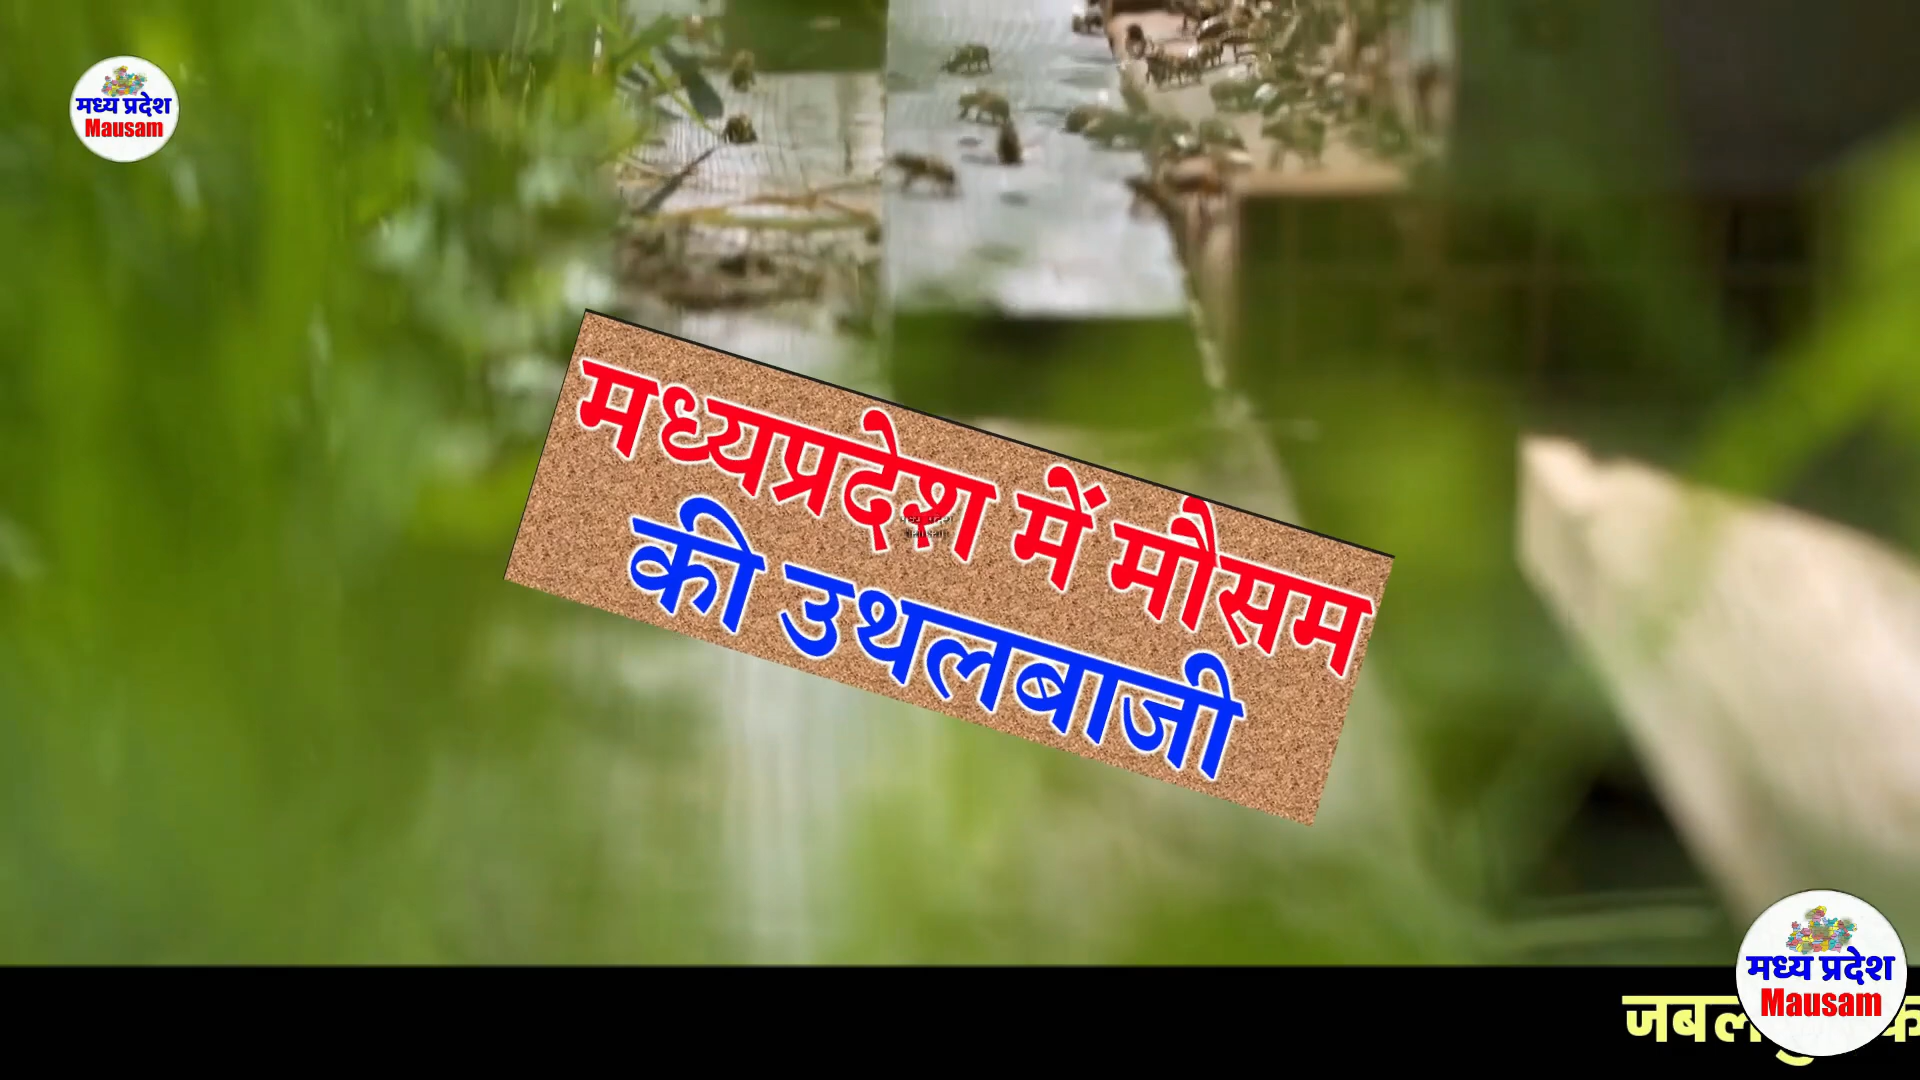 मध्य प्रदेश
Mausam
मध्यप्रदेश में मौसम
की उथलबाजी
मध्य प्रदेश
Mausam